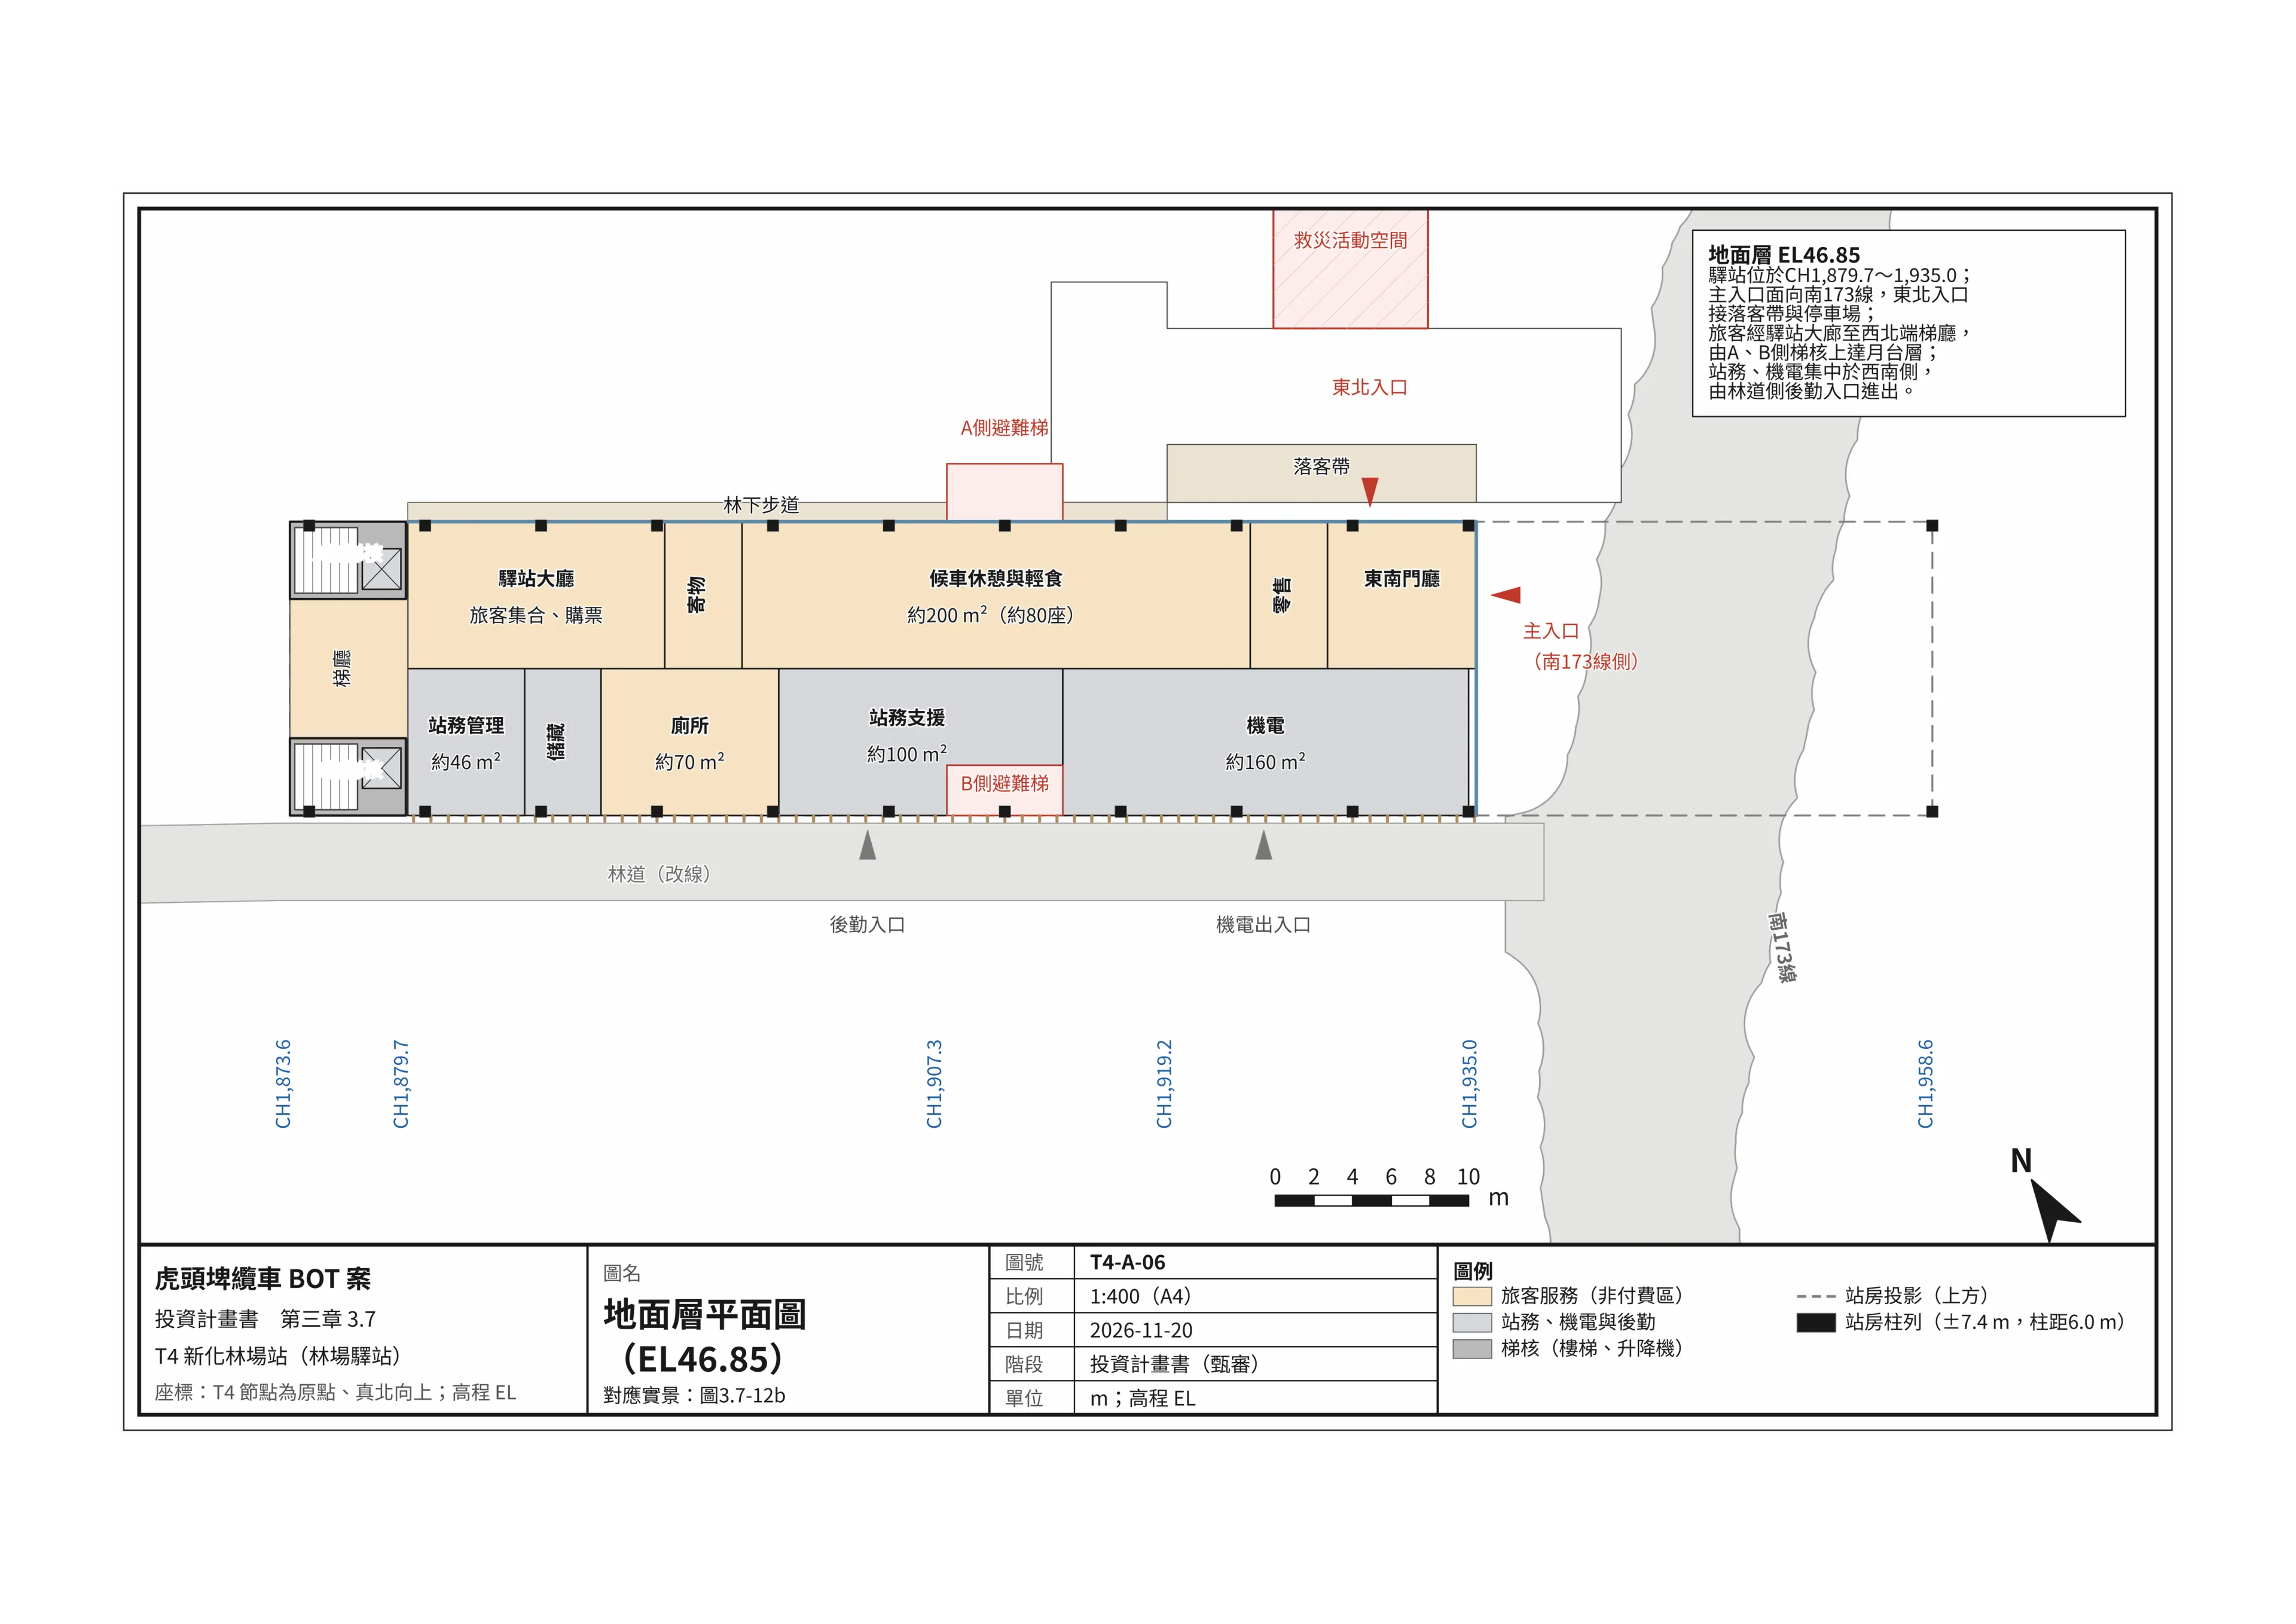 救災活動空間
地面層 EL46.85
驛站位於CH1,879.7～1,935.0；
主入口面向南173線，東北入口
接落客帶與停車場；
旅客經驛站大廊至西北端梯廳，
由A、B側梯核上達月台層；
站務、機電集中於西南側，
由林道側後勤入口進出。
東北入口
A側避難梯
落客帶
林下步道
驛站大廳
旅客集合、購票
寄物
候車休憩與輕食
約200 m²（約80座）
零售
東南門廳
主入口
（南173線側）
梯廳
站務管理
約46 m²
儲藏
廁所
約70 m²
站務支援
約100 m²
B側避難梯
機電
約160 m²
林道（改線）
後勤入口
機電出入口
南173線
CH1,873.6
CH1,879.7
CH1,907.3
CH1,919.2
CH1,935.0
CH1,958.6
0 2 4 6 8 10 m
N
虎頭埤纜車 BOT 案
投資計畫書　第三章 3.7
T4 新化林場站（林場驛站）
座標：T4 節點為原點、真北向上；高程 EL
圖名
地面層平面圖
（EL46.85）
對應實景：圖3.7-12b
圖號 T4-A-06
比例 1:400（A4）
日期 2026-11-20
階段 投資計畫書（甄審）
單位 m；高程 EL
圖例
旅客服務（非付費區）
站務、機電與後勤
梯核（樓梯、升降機）
站房投影（上方）
站房柱列（±7.4 m，柱距6.0 m）